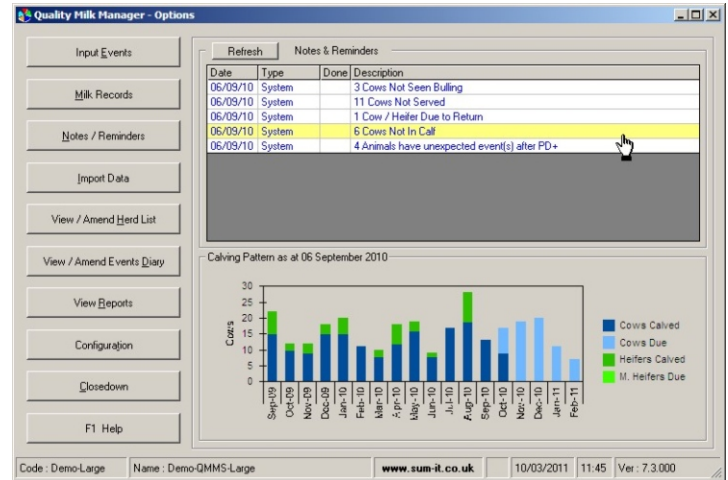 Quality Milk Manager - Options
Input Events
Milk Records
Notes / Reminders
Import Data
View / Amend Herd List
View / Amend Events Diary
View Reports
Configuration
Closedown
F1 Help
Refresh Notes & Reminders
Date Type Done Description
06/09/10 System 3 Cows Not Seen Bulling
06/09/10 System 11 Cows Not Served
06/09/10 System 1 Cow / Heifer Due to Return
06/09/10 System 6 Cows Not In Calf
06/09/10 System 4 Animals have unexpected event(s) after PD+
Calving Pattern as at 06 September 2010
Cows
30
25
20
15
10
5
0
Sep-09 Oct-09 Nov-09 Dec-09 Jan-10 Feb-10 Mar-10 Apr-10 May-10 Jun-10 Jul-10 Aug-10 Sep-10 Oct-10 Nov-10 Dec-10 Jan-11 Feb-11
Cows Calved
Cows Due
Heifers Calved
M. Heifers Due
Code : Demo-Large Name : Demo-QMMS-Large www.sum-it.co.uk 10/03/2011 11:45 Ver : 7.3.000